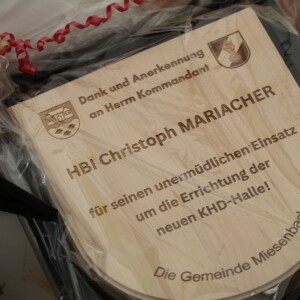 Dank und Anerkennung
an Herrn Kommandant
HBI Christoph MARIACHER
für seinen unermüdlichen Einsatz
um die Errichtung der
neuen KHD-Halle!
Die Gemeinde Miesenbach